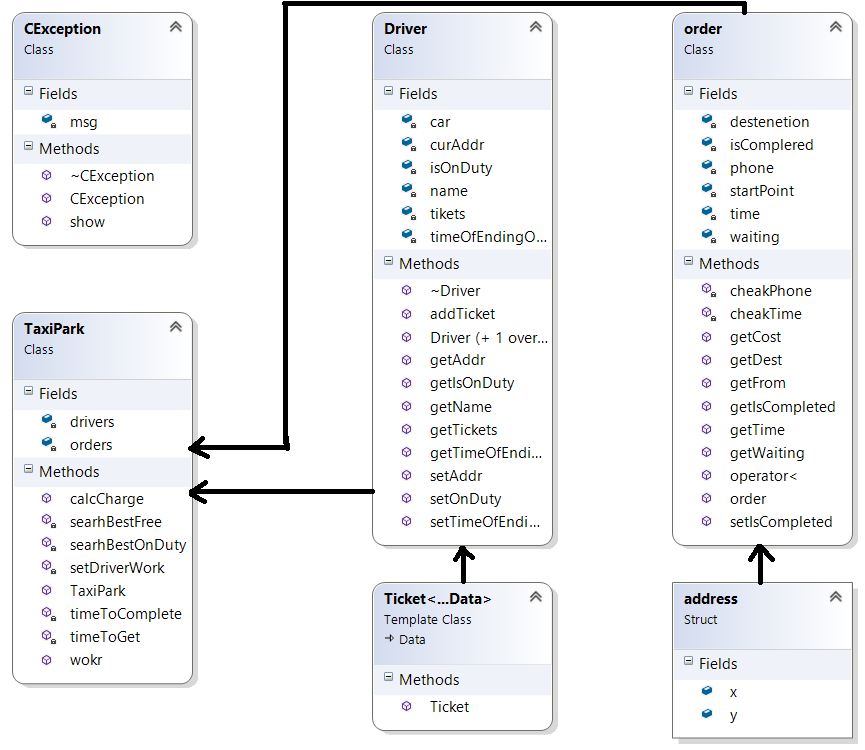 CException
Class
Fields
msg
Methods
~CException
CException
show
TaxiPark
Class
Fields
drivers
orders
Methods
calcCharge
searhBestFree
searhBestOnDuty
setDriverWork
TaxiPark
timeToComplete
timeToGet
wokr
Driver
Class
Fields
car
curAddr
isOnDuty
name
tikets
timeOfEndingO...
Methods
~Driver
addTicket
Driver (+ 1 over...
getAddr
getIsOnDuty
getName
getTickets
getTimeOfEndi...
setAddr
setOnDuty
setTimeOfEndi...
Ticket<...Data>
Template Class
Data
Methods
Ticket
order
Class
Fields
destenetion
isComplered
phone
startPoint
time
waiting
Methods
cheakPhone
cheakTime
getCost
getDest
getFrom
getIsCompleted
getTime
getWaiting
operator<
order
setIsCompleted
address
Struct
Fields
x
y